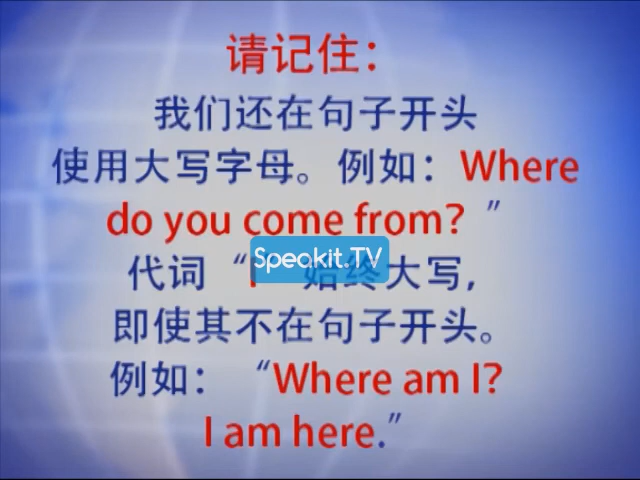 请记住：
我们还在句子开头
使用大写字母。例如：Where
do you come from？”
Speakit.TV
代词“I” 始终大写,
即使其不在句子开头。
例如：“Where am I?
I am here.”